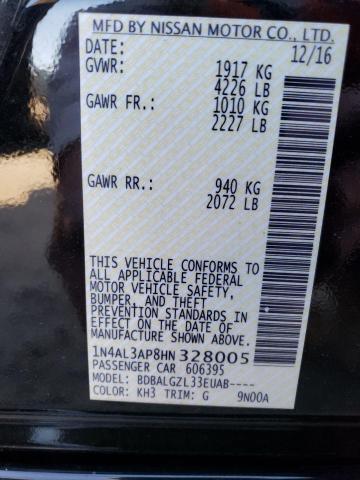 MFD BY NISSAN MOTOR CO., LTD.
DATE: 12/16
GVWR: 1917 KG
4226 LB
GAWR FR.: 1010 KG
2227 LB
GAWR RR.: 940 KG
2072 LB
THIS VEHICLE CONFORMS TO
ALL APPLICABLE FEDERAL
MOTOR VEHICLE SAFETY,
BUMPER, AND THEFT
PREVENTION STANDARDS IN
EFFECT ON THE DATE OF
MANUFACTURE SHOWN ABOVE.
1N4AL3AP8HN 328005
PASSENGER CAR 606395
MODEL: BDBALGZL33EUAB---
COLOR: KH3 TRIM: G 9N00A